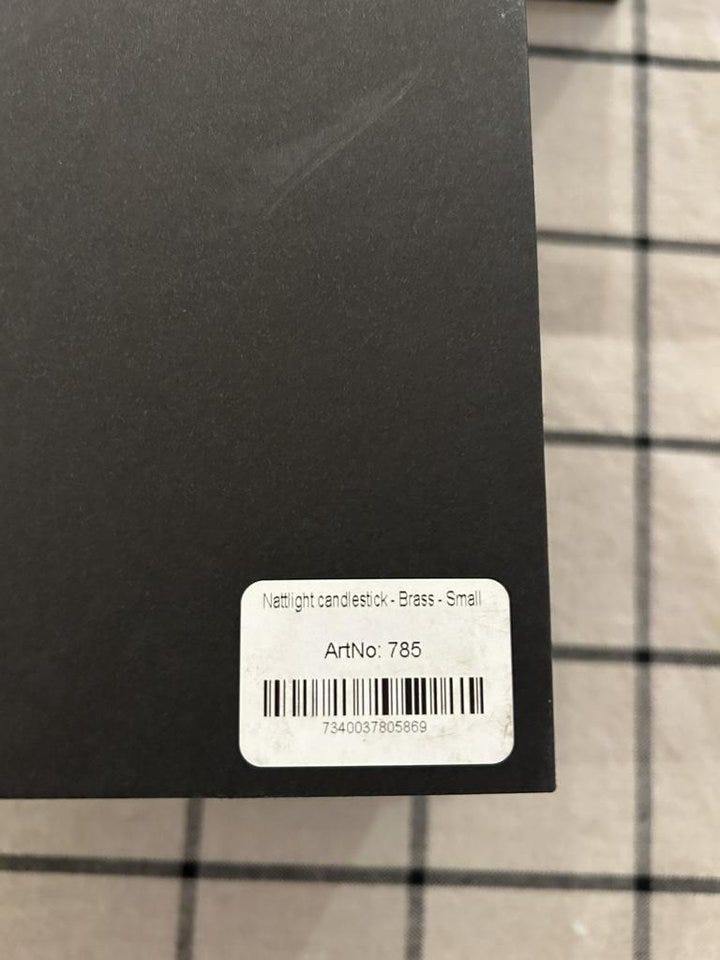 Nattlight candlestick - Brass - Small
ArtNo: 785
7340037805869